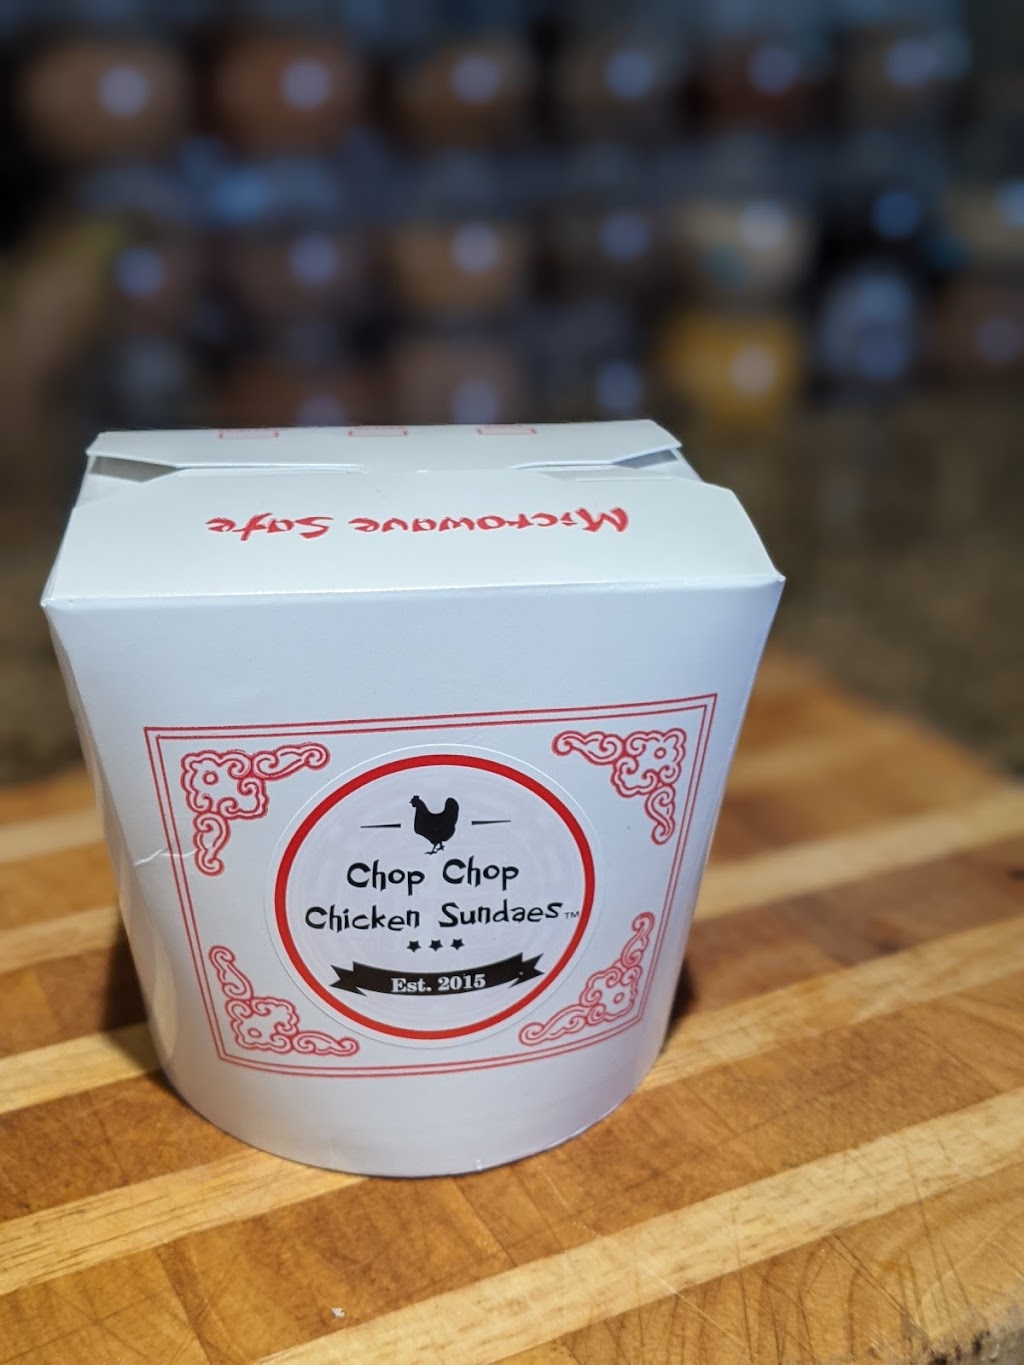 Microwave Safe
Chop Chop
Chicken Sundaes™
Est. 2015